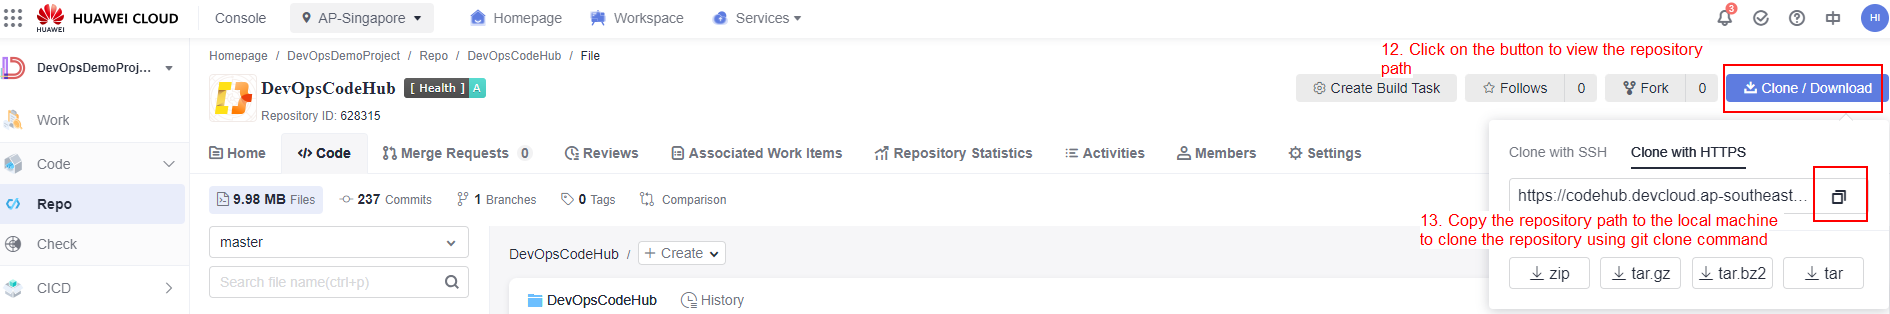 HUAWEI
HUAWEI CLOUD
Console
AP-Singapore
Homepage
Workspace
Services
3
中
HI
DevOpsDemoProj...
Work
Code
Repo
Check
CICD
Homepage / DevOpsDemoProject / Repo / DevOpsCodeHub / File
DevOpsCodeHub
[ Health ] A
Repository ID: 628315
12. Click on the button to view the repository
path
Create Build Task
Follows 0
Fork 0
Clone / Download
Home
Code
Merge Requests 0
Reviews
Associated Work Items
Repository Statistics
Activities
Members
Settings
9.98 MB Files
237 Commits
1 Branches
0 Tags
Comparison
master
Search file name(ctrl+p)
DevOpsCodeHub /
+ Create
DevOpsCodeHub
History
Clone with SSH
Clone with HTTPS
https://codehub.devcloud.ap-southeast...
13. Copy the repository path to the local machine
to clone the repository using git clone command
zip
tar.gz
tar.bz2
tar